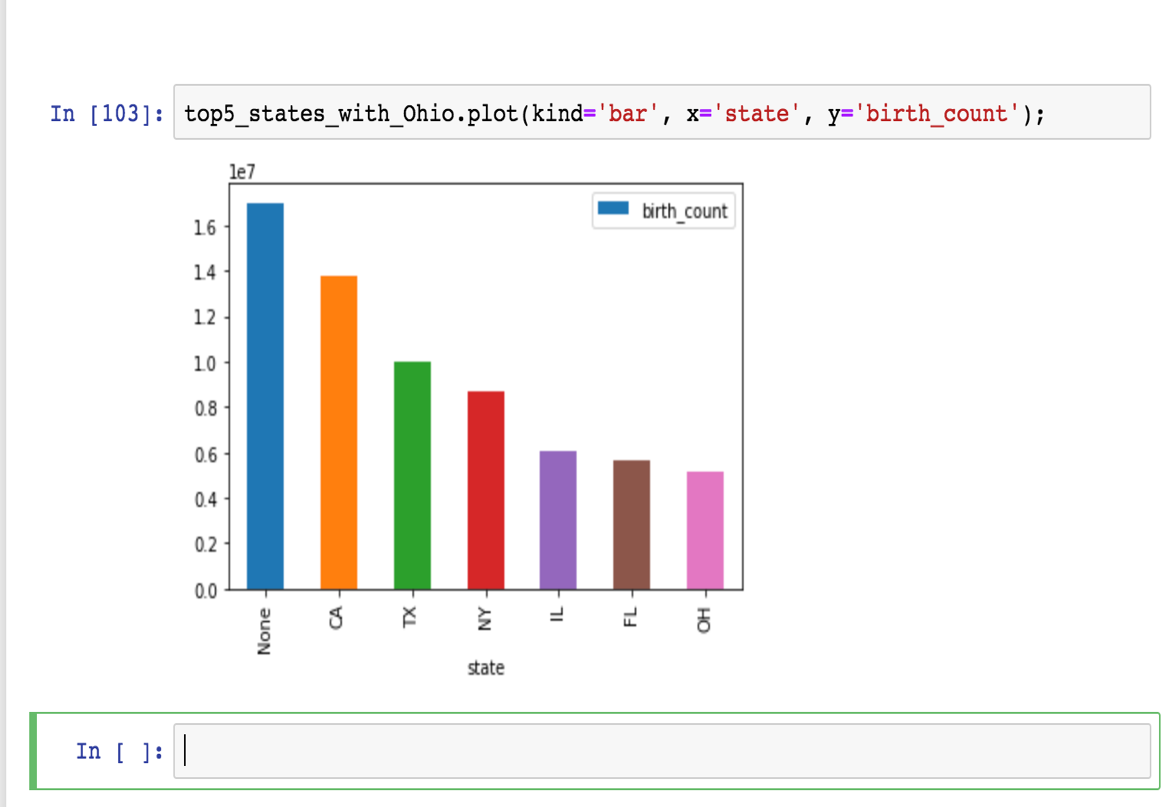 In [103]: top5_states_with_Ohio.plot(kind='bar', x='state', y='birth_count');
1e7
birth_count
1.6
1.4
1.2
1.0
0.8
0.6
0.4
0.2
0.0
None CA TX NY IL FL OH
state
In [ ]: